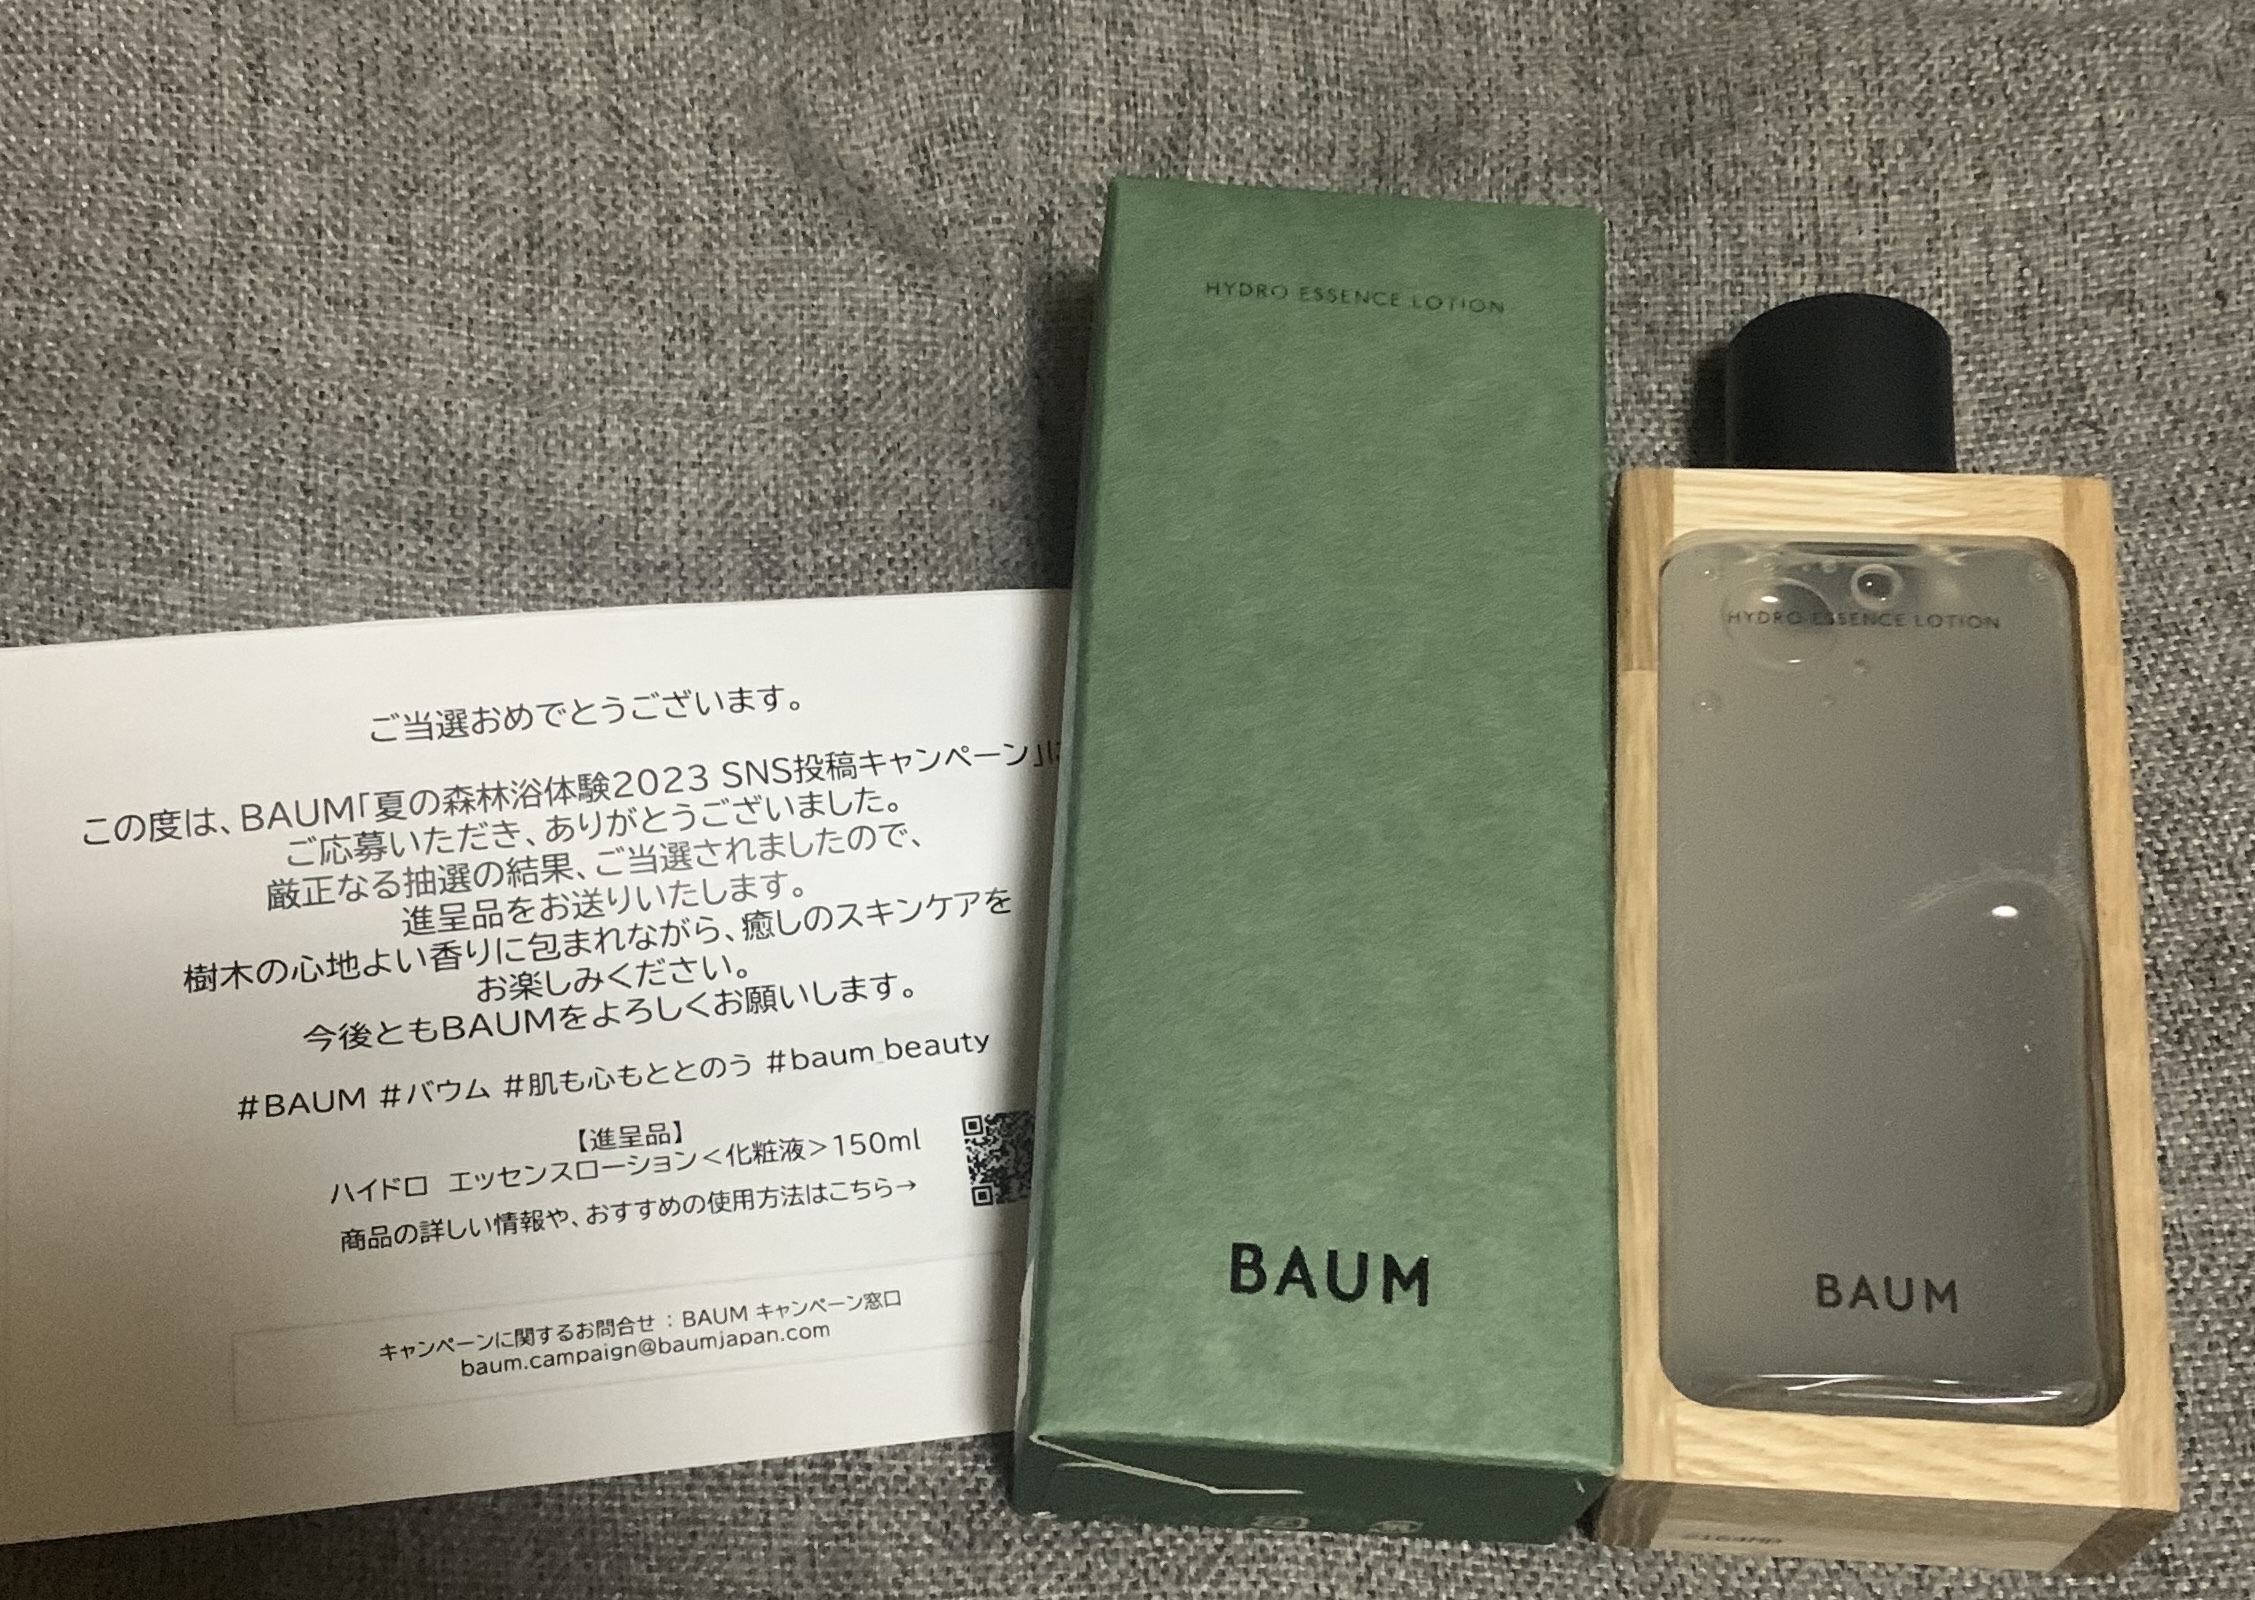 ご当選おめでとうございます。
この度は、BAUM「夏の森林浴体験2023 SNS投稿キャンペーン」に
ご応募いただき、ありがとうございました。
厳正なる抽選の結果、ご当選されましたので、
進呈品をお送りいたします。
樹木の心地よい香りに包まれながら、癒しのスキンケアを
お楽しみください。
今後ともBAUMをよろしくお願いします。
#BAUM #バウム #肌も心もととのう #baum_beauty
【進呈品】
ハイドロ エッセンスローション<化粧液>150ml
商品の詳しい情報や、おすすめの使用方法はこちら→
キャンペーンに関するお問合せ：BAUM キャンペーン窓口
baum.campaign@baumjapan.com
HYDRO ESSENCE LOTION
BAUM
HYDRO ESSENCE LOTION
BAUM